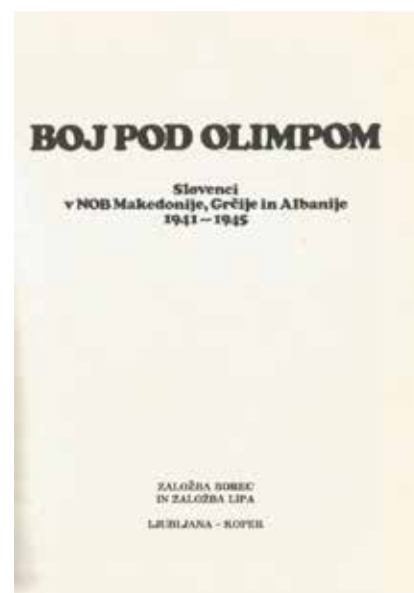 BOJ POD OLIMPOM
Slovenci
v NOB Makedonije, Grčije in Albanije
1941 – 1945
ZALOŽBA BOREC
IN ZALOŽBA LIPA
LJUBLJANA - KOPER